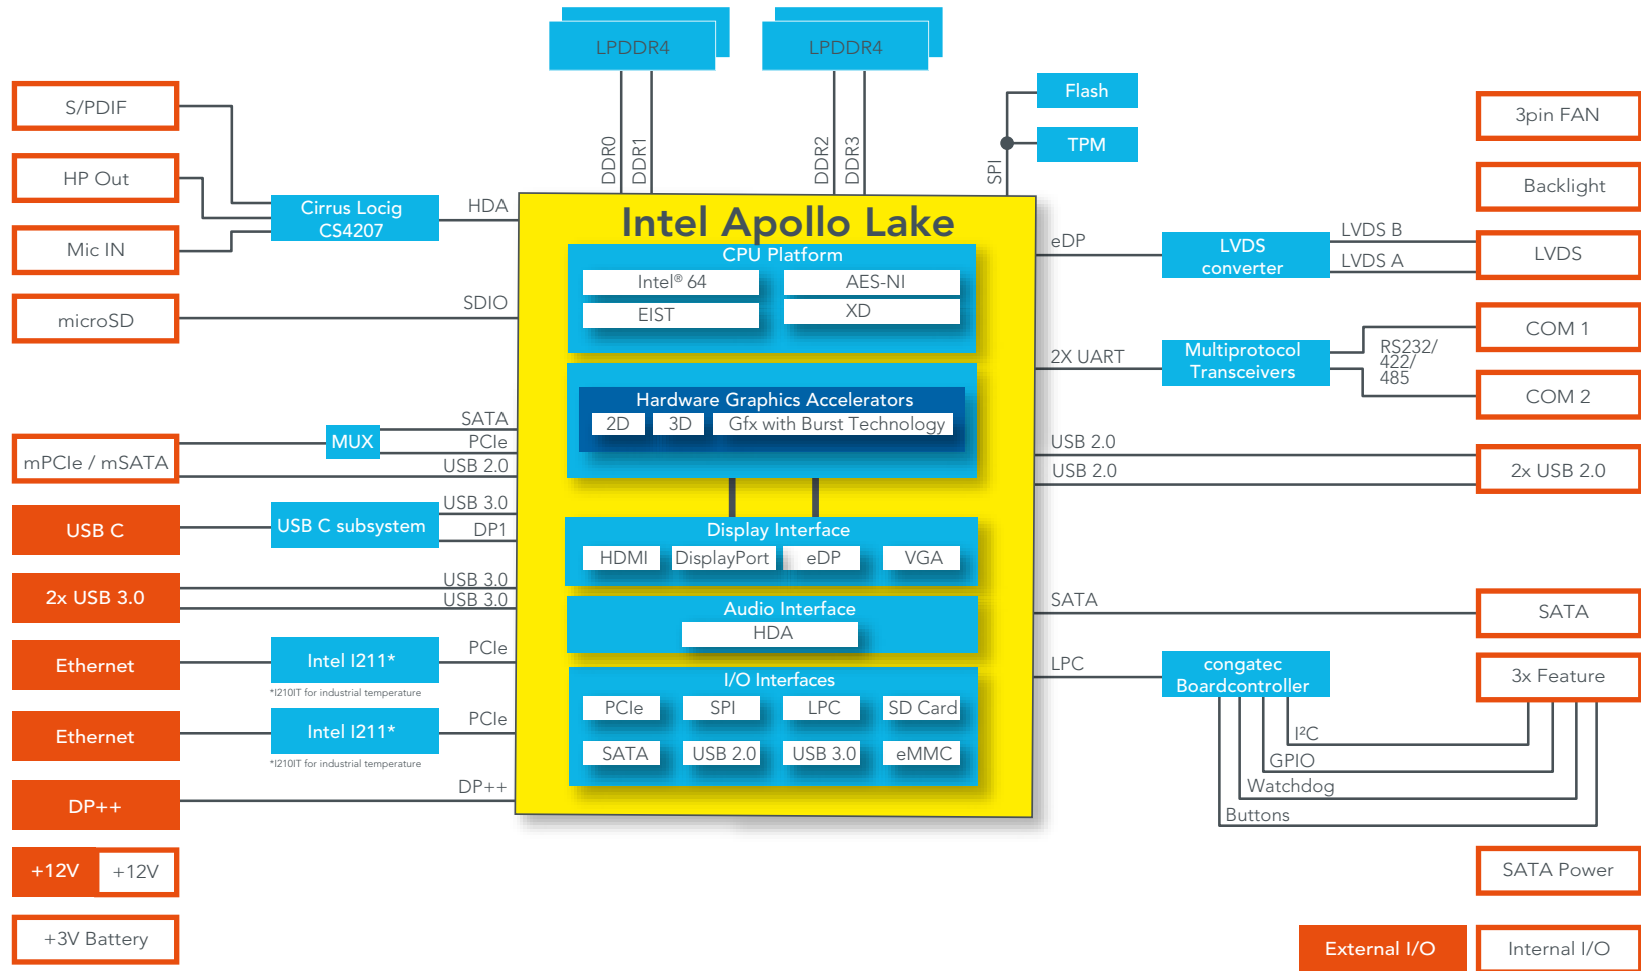 LPDDR4
LPDDR4
DDR0
DDR1
DDR2
DDR3
SPI
Flash
TPM
S/PDIF
HP Out
Mic IN
microSD
mPCIe / mSATA
USB C
2x USB 3.0
Ethernet
Ethernet
DP++
+12V
+12V
+3V Battery
Cirrus Locig
CS4207
HDA
SDIO
MUX
SATA
PCIe
USB 2.0
USB C subsystem
USB 3.0
DP1
USB 3.0
USB 3.0
Intel I211*
PCIe
*I210IT for industrial temperature
Intel I211*
PCIe
*I210IT for industrial temperature
DP++
Intel Apollo Lake
CPU Platform
Intel® 64
AES-NI
EIST
XD
Hardware Graphics Accelerators
2D
3D
Gfx with Burst Technology
Display Interface
HDMI
DisplayPort
eDP
VGA
Audio Interface
HDA
I/O Interfaces
PCIe
SPI
LPC
SD Card
SATA
USB 2.0
USB 3.0
eMMC
eDP
LVDS
converter
LVDS B
LVDS A
2X UART
Multiprotocol
Transceivers
RS232/
422/
485
USB 2.0
USB 2.0
SATA
LPC
congatec
Boardcontroller
I²C
GPIO
Watchdog
Buttons
3pin FAN
Backlight
LVDS
COM 1
COM 2
2x USB 2.0
SATA
3x Feature
SATA Power
External I/O
Internal I/O